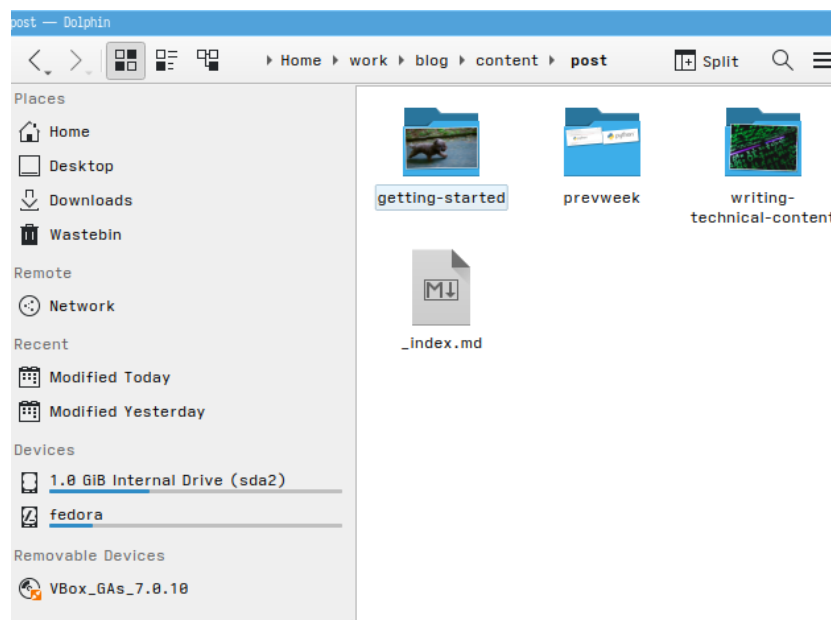 post — Dolphin
Home work blog content post
Split
Places
Home
Desktop
Downloads
Wastebin
Remote
Network
Recent
Modified Today
Modified Yesterday
Devices
1.0 GiB Internal Drive (sda2)
fedora
Removable Devices
VBox_GAs_7.0.10
getting-started
python
prevweek
writing-
technical-content
M
_index.md